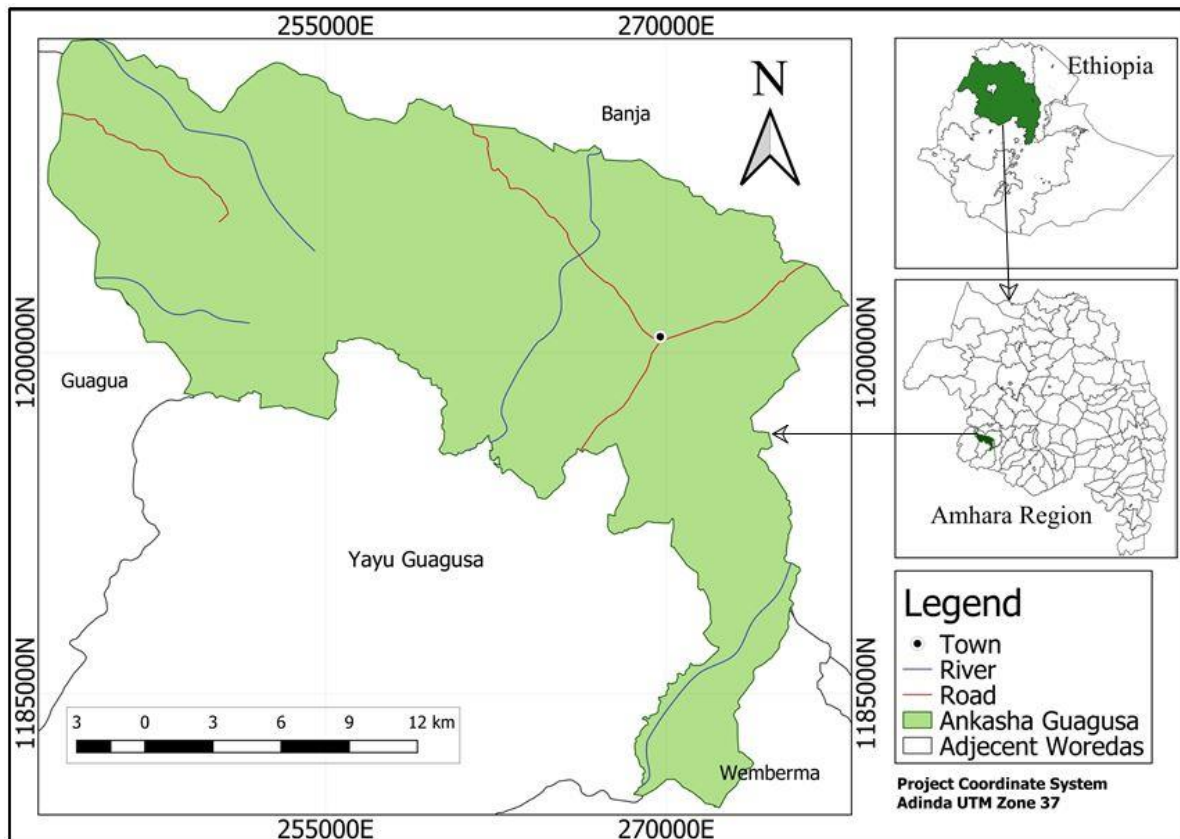 255000E
270000E
N
Banja
Guagua
Yayu Guagusa
Wemberma
1200000N
1185000N
1200000N
1185000N
3 0 3 6 9 12 km
255000E
270000E
Ethiopia
Amhara Region
Legend
Town
River
Road
Ankasha Guagusa
Adjecent Woredas
Project Coordinate System
Adinda UTM Zone 37